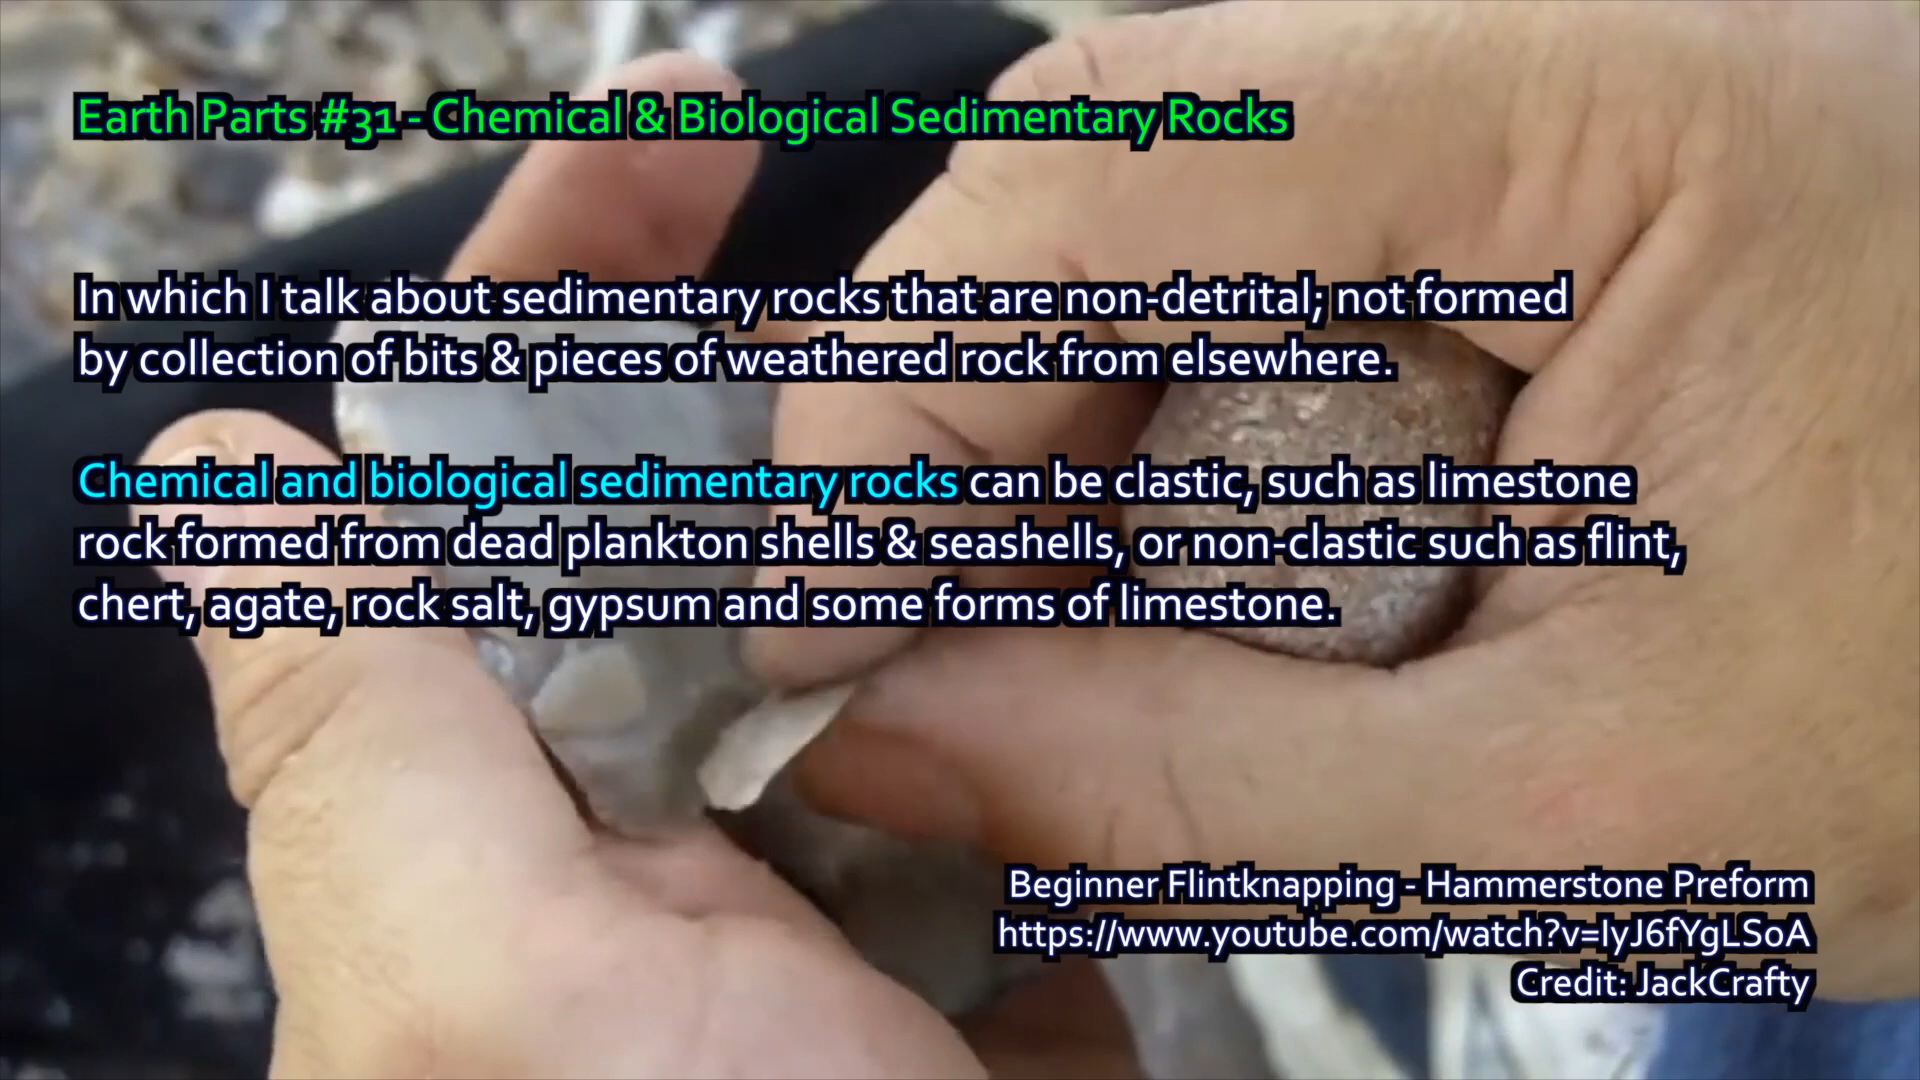 Earth Parts #31 - Chemical & Biological Sedimentary Rocks
In which I talk about sedimentary rocks that are non-detrital; not formed
by collection of bits & pieces of weathered rock from elsewhere.
Chemical and biological sedimentary rocks can be clastic, such as limestone
rock formed from dead plankton shells & seashells, or non-clastic such as flint,
chert, agate, rock salt, gypsum and some forms of limestone.
Beginner Flintknapping - Hammerstone Preform
https://www.youtube.com/watch?v=IyJ6fYgLSoA
Credit: JackCrafty